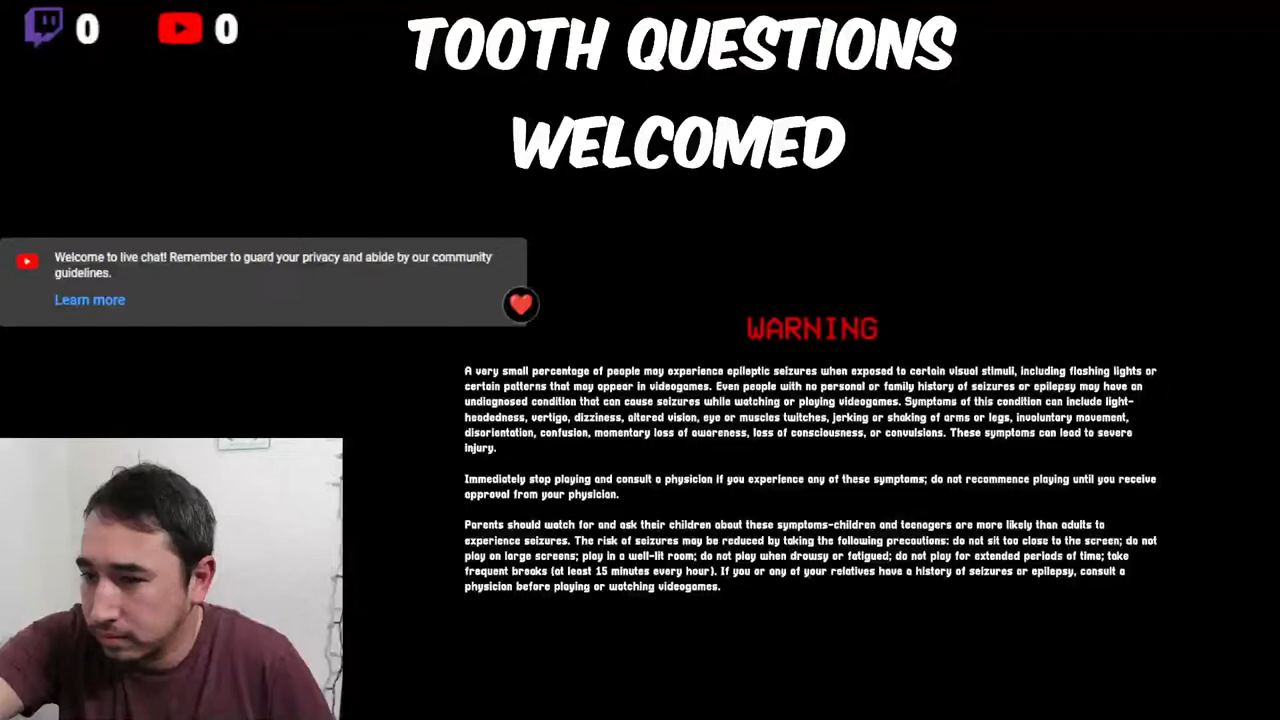 0 0
TOOTH QUESTIONS
WELCOMED
Welcome to live chat! Remember to guard your privacy and abide by our community
guidelines.
Learn more
WARNING
A very small percentage of people may experience epileptic seizures when exposed to certain visual stimuli, including flashing lights or
certain patterns that may appear in videogames. Even people with no personal or family history of seizures or epilepsy may have an
undiagnosed condition that can cause seizures while watching or playing videogames. Symptoms of this condition can include light-
headedness, vertigo, dizziness, altered vision, eye or muscles twitches, jerking or shaking of arms or legs, involuntary movement,
disorientation, confusion, momentary loss of awareness, loss of consciousness, or convulsions. These symptoms can lead to severe
injury.
Immediately stop playing and consult a physician if you experience any of these symptoms; do not recommence playing until you receive
approval from your physician.
Parents should watch for and ask their children about these symptoms-children and teenagers are more likely than adults to
experience seizures. The risk of seizures may be reduced by taking the following precautions: do not sit too close to the screen; do not
play on large screens; play in a well-lit room; do not play when drowsy or fatigued; do not play for extended periods of time; take
frequent breaks (at least 15 minutes every hour). If you or any of your relatives have a history of seizures or epilepsy, consult a
physician before playing or watching videogames.